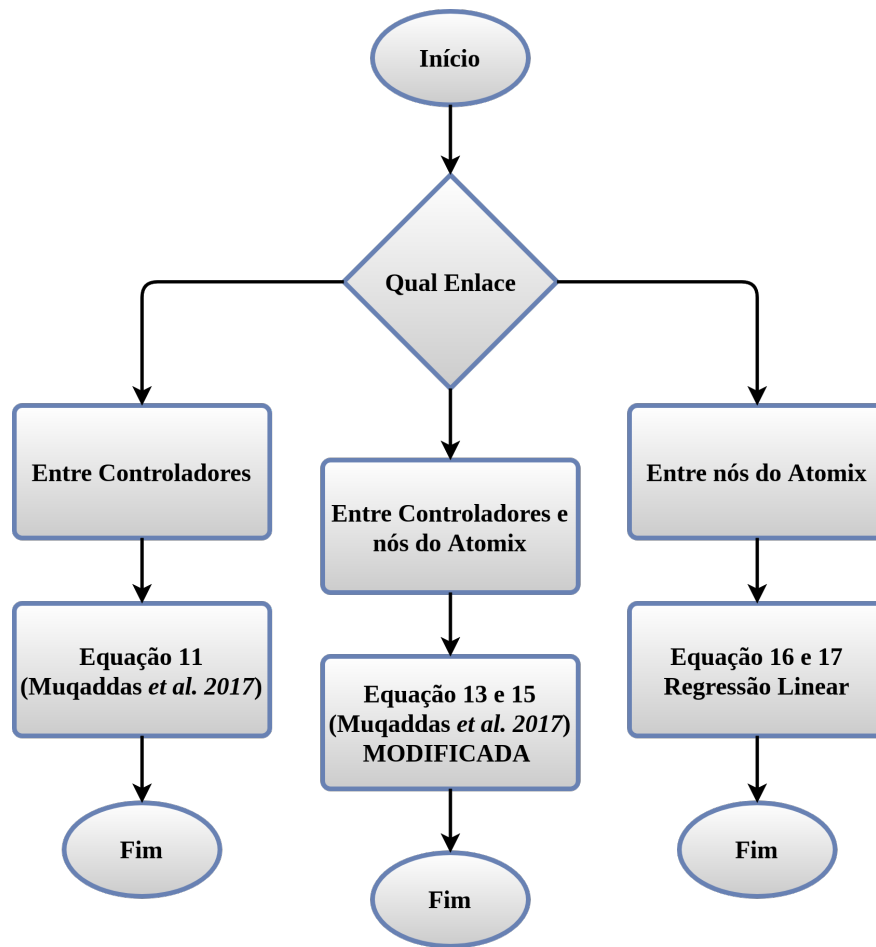 Início
Qual Enlace
Entre Controladores
Entre Controladores e
nós do Atomix
Entre nós do Atomix
Equação 11
(Muqaddas et al. 2017)
Equação 13 e 15
(Muqaddas et al. 2017)
MODIFICADA
Equação 16 e 17
Regressão Linear
Fim
Fim
Fim